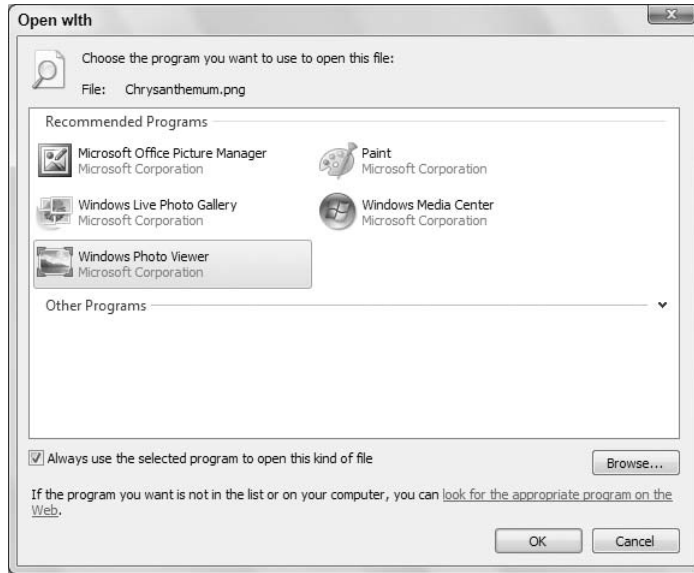 Open with
Choose the program you want to use to open this file:
File: Chrysanthemum.png
Recommended Programs
Microsoft Office Picture Manager
Microsoft Corporation
Paint
Microsoft Corporation
Windows Live Photo Gallery
Microsoft Corporation
Windows Media Center
Microsoft Corporation
Windows Photo Viewer
Microsoft Corporation
Other Programs
Always use the selected program to open this kind of file
Browse...
If the program you want is not in the list or on your computer, you can look for the appropriate program on the
Web.
OK
Cancel